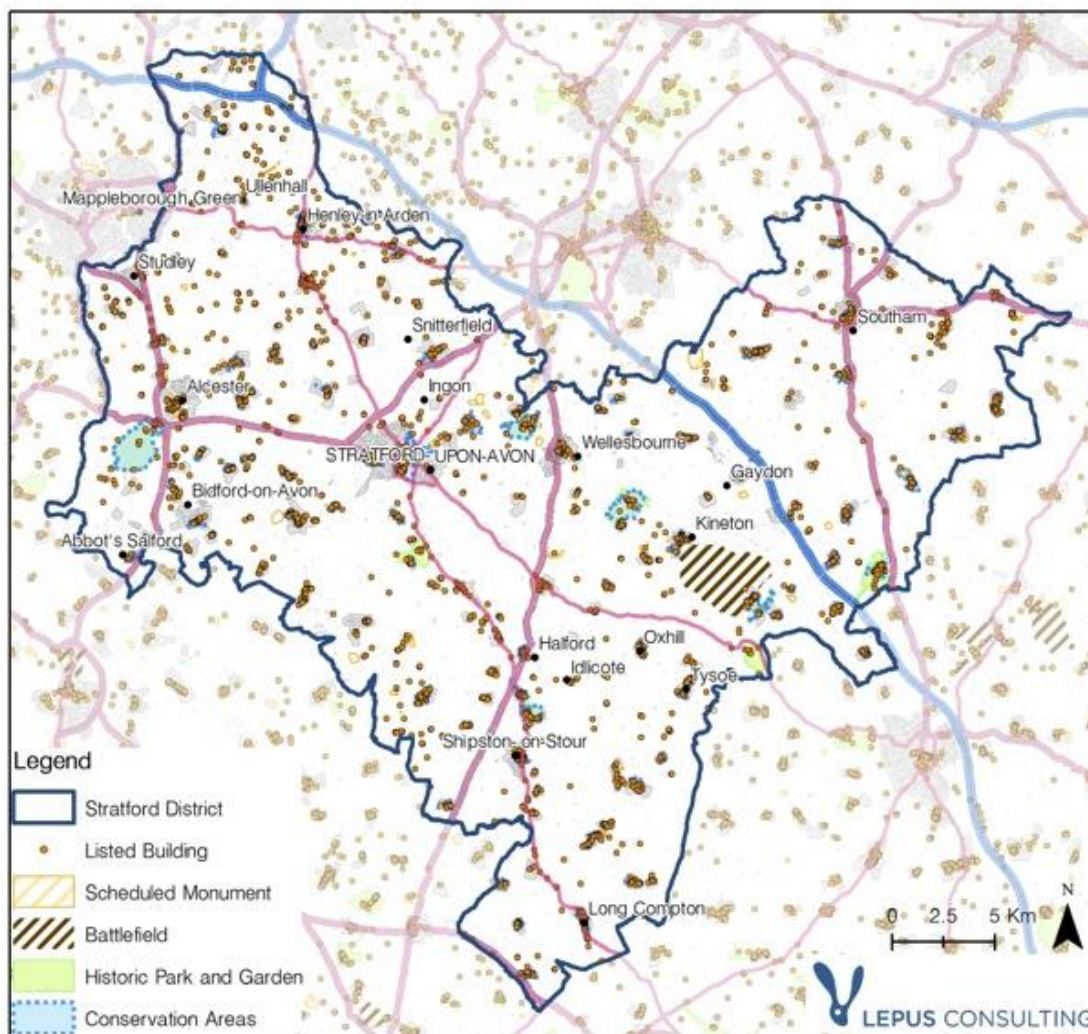 Ullenhall
Mappleborough Green
Henley-in-Arden
Studley
Snitterfield
Southam
Alcester
Ingon
STRATFORD-UPON-AVON
Wellesbourne
Gaydon
Bidford-on-Avon
Kineton
Abbot's Salford
Halford
Oxhill
Idlicote
Tysoe
Shipston-on-Stour
Legend
Stratford District
Listed Building
Scheduled Monument
Battlefield
Historic Park and Garden
Conservation Areas
Long Compton
N
0 2.5 5 Km
LEPUS CONSULTING